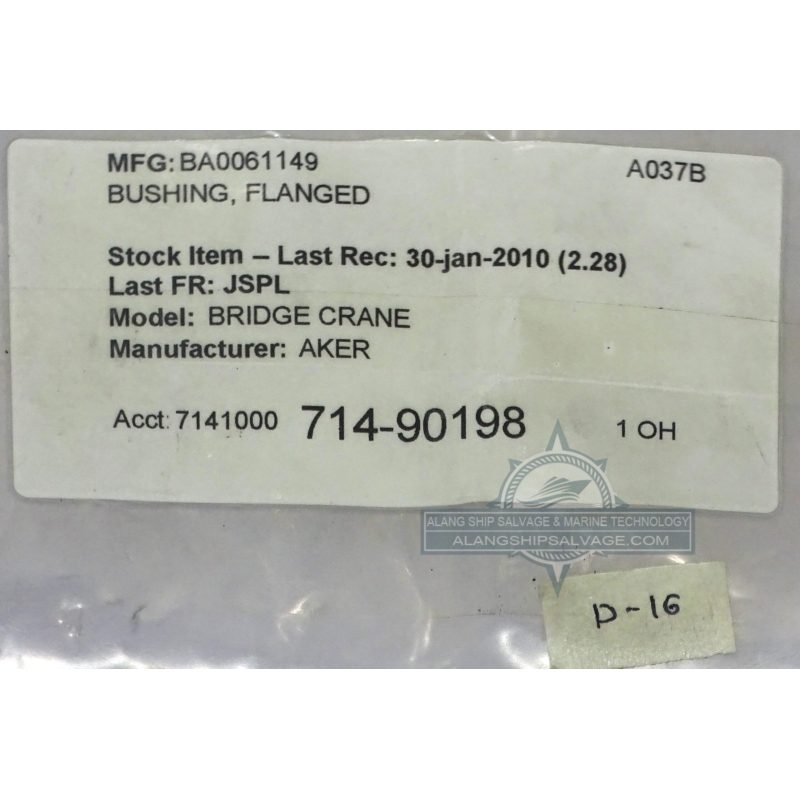 MFG: BA0061149
A037B
BUSHING, FLANGED
Stock Item – Last Rec: 30-jan-2010 (2.28)
Last FR: JSPL
Model: BRIDGE CRANE
Manufacturer: AKER
Acct: 7141000 714-90198 1 OH
ALANG SHIP SALVAGE & MARINE TECHNOLOGY
ALANGSHIPSALVAGE.COM
D-16